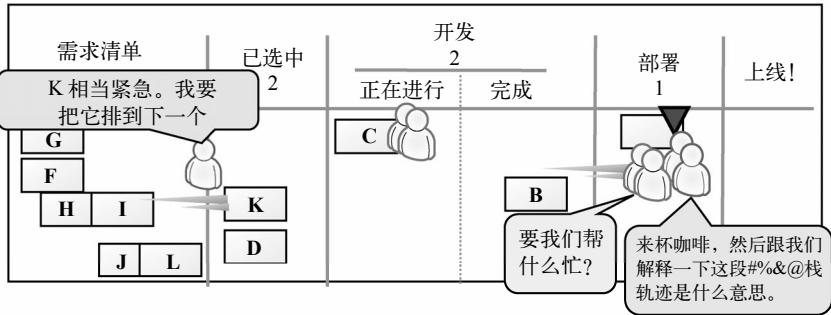 需求清单
已选中
2
开发
2
正在进行
完成
部署
1
上线！
K 相当紧急。我要
把它排到下一个
G
F
H
I
J
L
K
D
C
B
要我们帮
什么忙？
来杯咖啡，然后跟我们
解释一下这段#%&@栈
轨迹是什么意思。